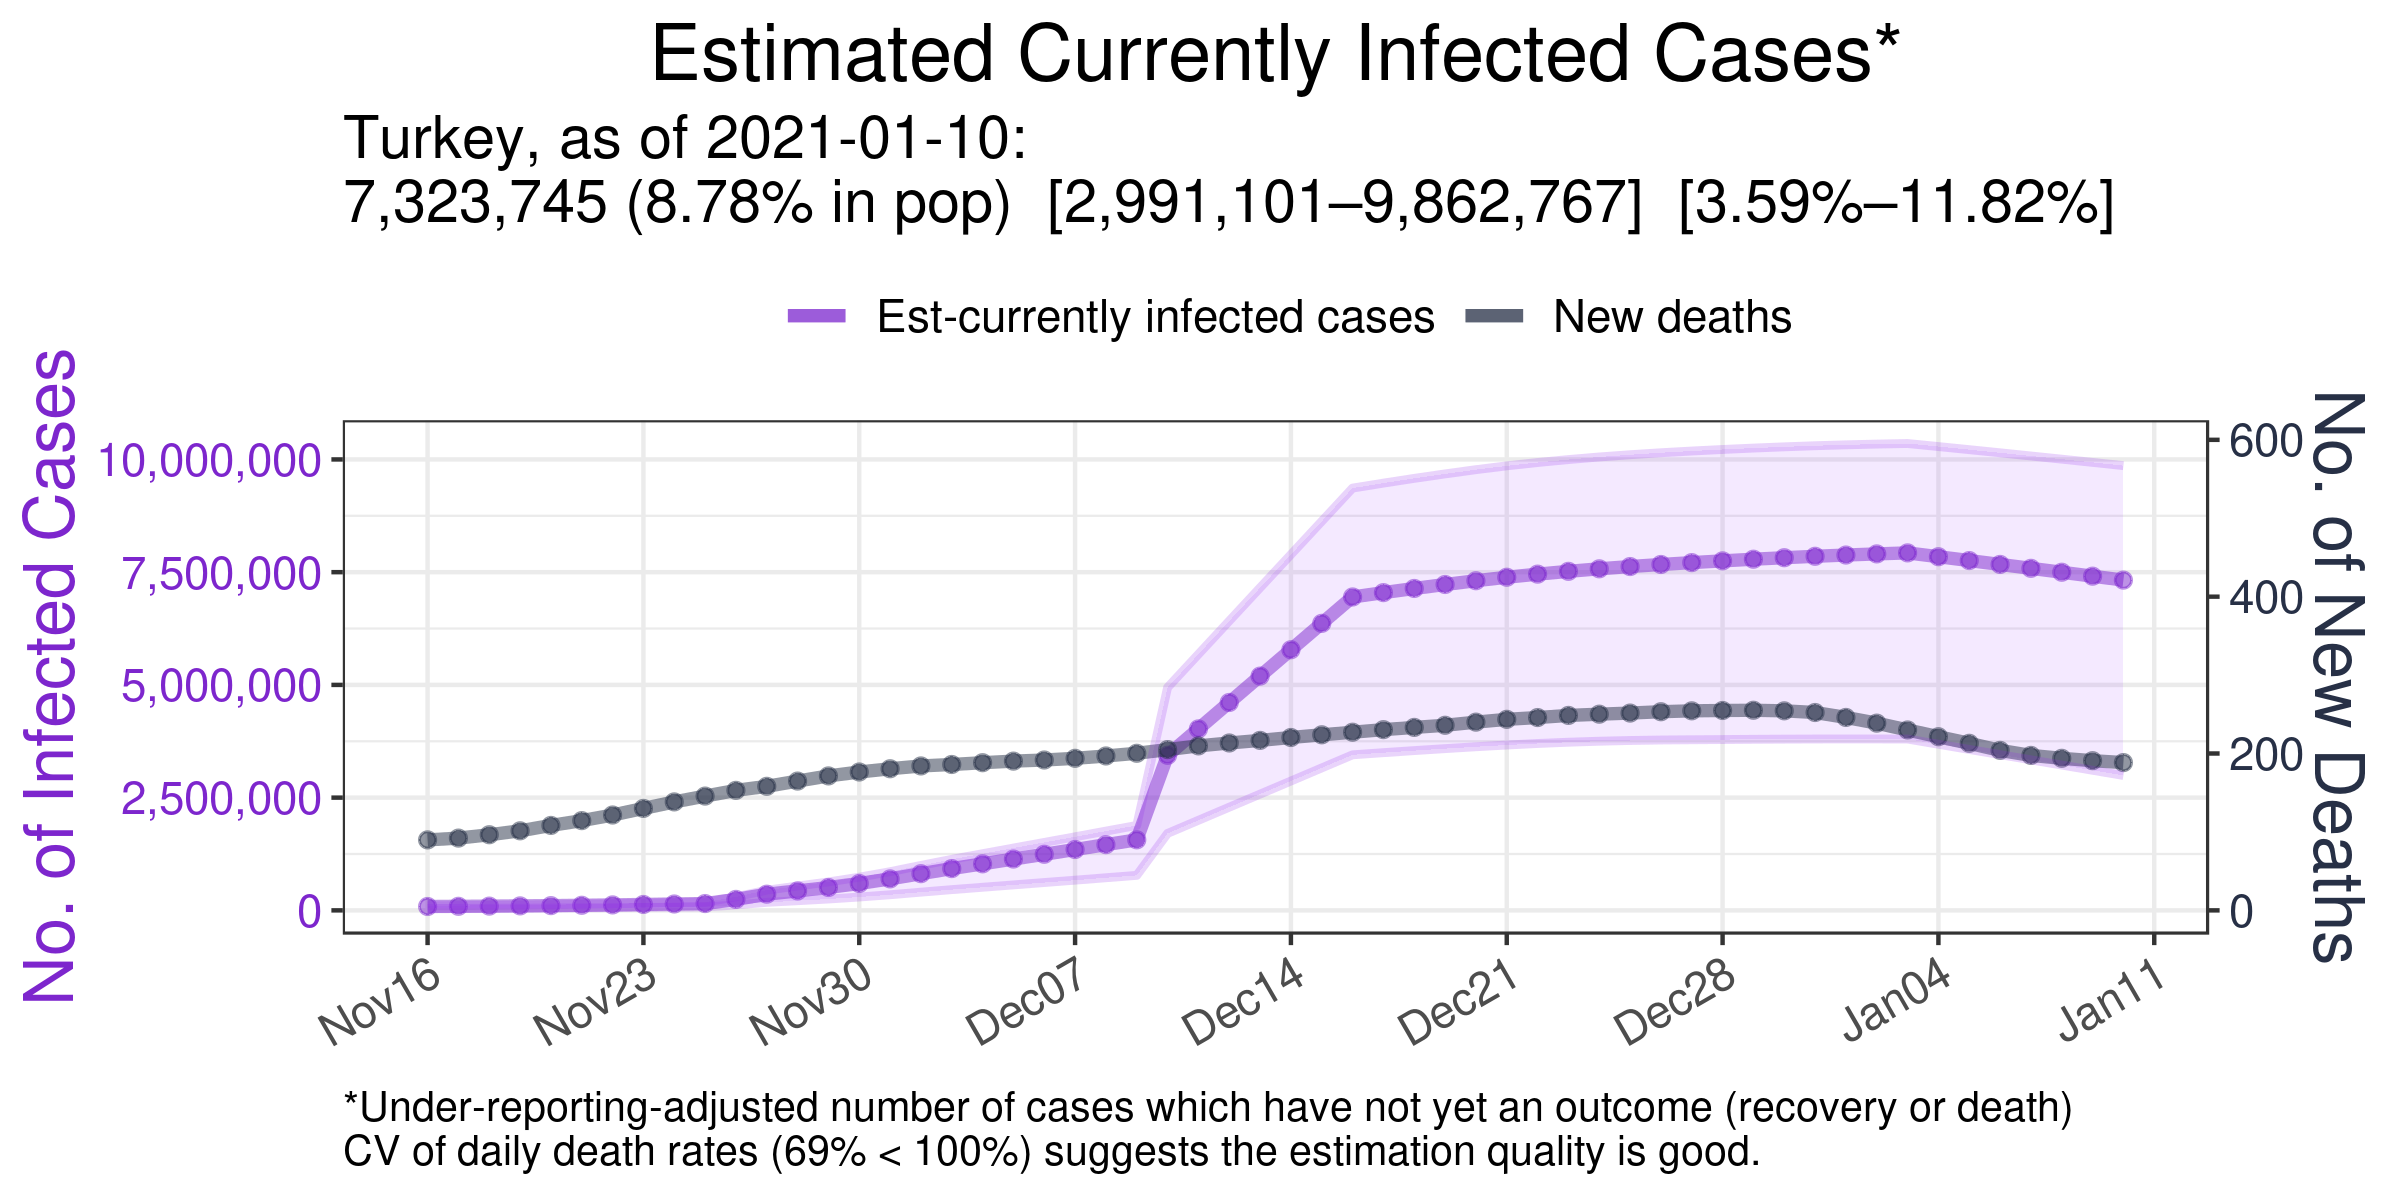 Estimated Currently Infected Cases*
Turkey, as of 2021-01-10:
7,323,745 (8.78% in pop)  [2,991,101–9,862,767]  [3.59%–11.82%]
Est-currently infected cases
New deaths
No. of Infected Cases
10,000,000
7,500,000
5,000,000
2,500,000
0
600
400
200
0
No. of New Deaths
Nov16
Nov23
Nov30
Dec07
Dec14
Dec21
Dec28
Jan04
Jan11
*Under-reporting-adjusted number of cases which have not yet an outcome (recovery or death)
CV of daily death rates (69% < 100%) suggests the estimation quality is good.